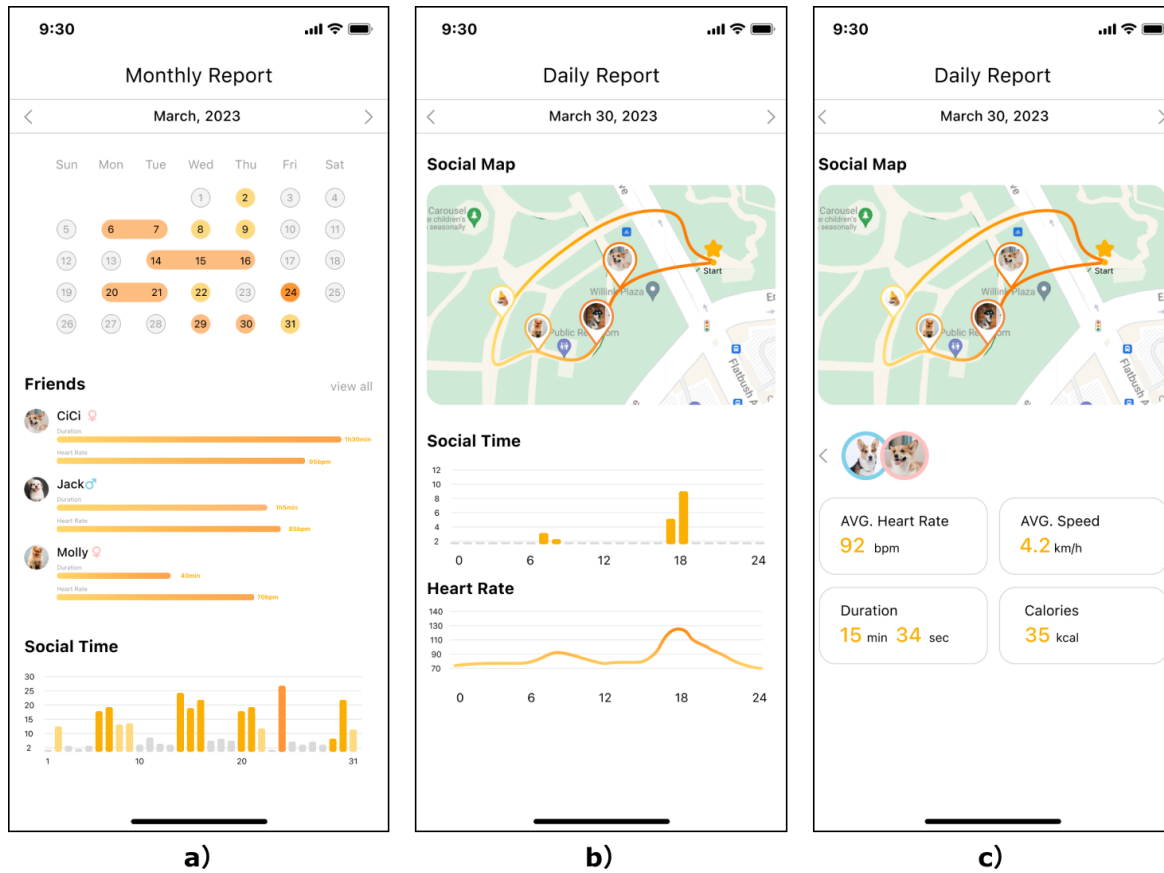 9:30
Monthly Report
March, 2023
Sun Mon Tue Wed Thu Fri Sat
1 2 3 4
5 6 7 8 9 10 11
12 13 14 15 16 17 18
19 20 21 22 23 24 25
26 27 28 29 30 31
Friends view all
CiCi
Duration
1h30min
Heart Rate
95bpm
Jack
Duration
1h5min
Heart Rate
85bpm
Molly
Duration
40min
Heart Rate
70bpm
Social Time
30
25
20
15
10
2
1 10 20 31
a)
9:30
Daily Report
March 30, 2023
Social Map
Carousel
children's
seasonally
Ve
Start
Willink Plaza
Public
Flatbush
Social Time
12
10
8
6
4
2
0 6 12 18 24
Heart Rate
140
130
110
90
70
0 6 12 18 24
b)
9:30
Daily Report
March 30, 2023
Social Map
Carousel
children's
seasonally
Ve
Start
Plaza
Public
Flatbush
AVG. Heart Rate
92 bpm
AVG. Speed
4.2 km/h
Duration
15 min 34 sec
Calories
35 kcal
c)